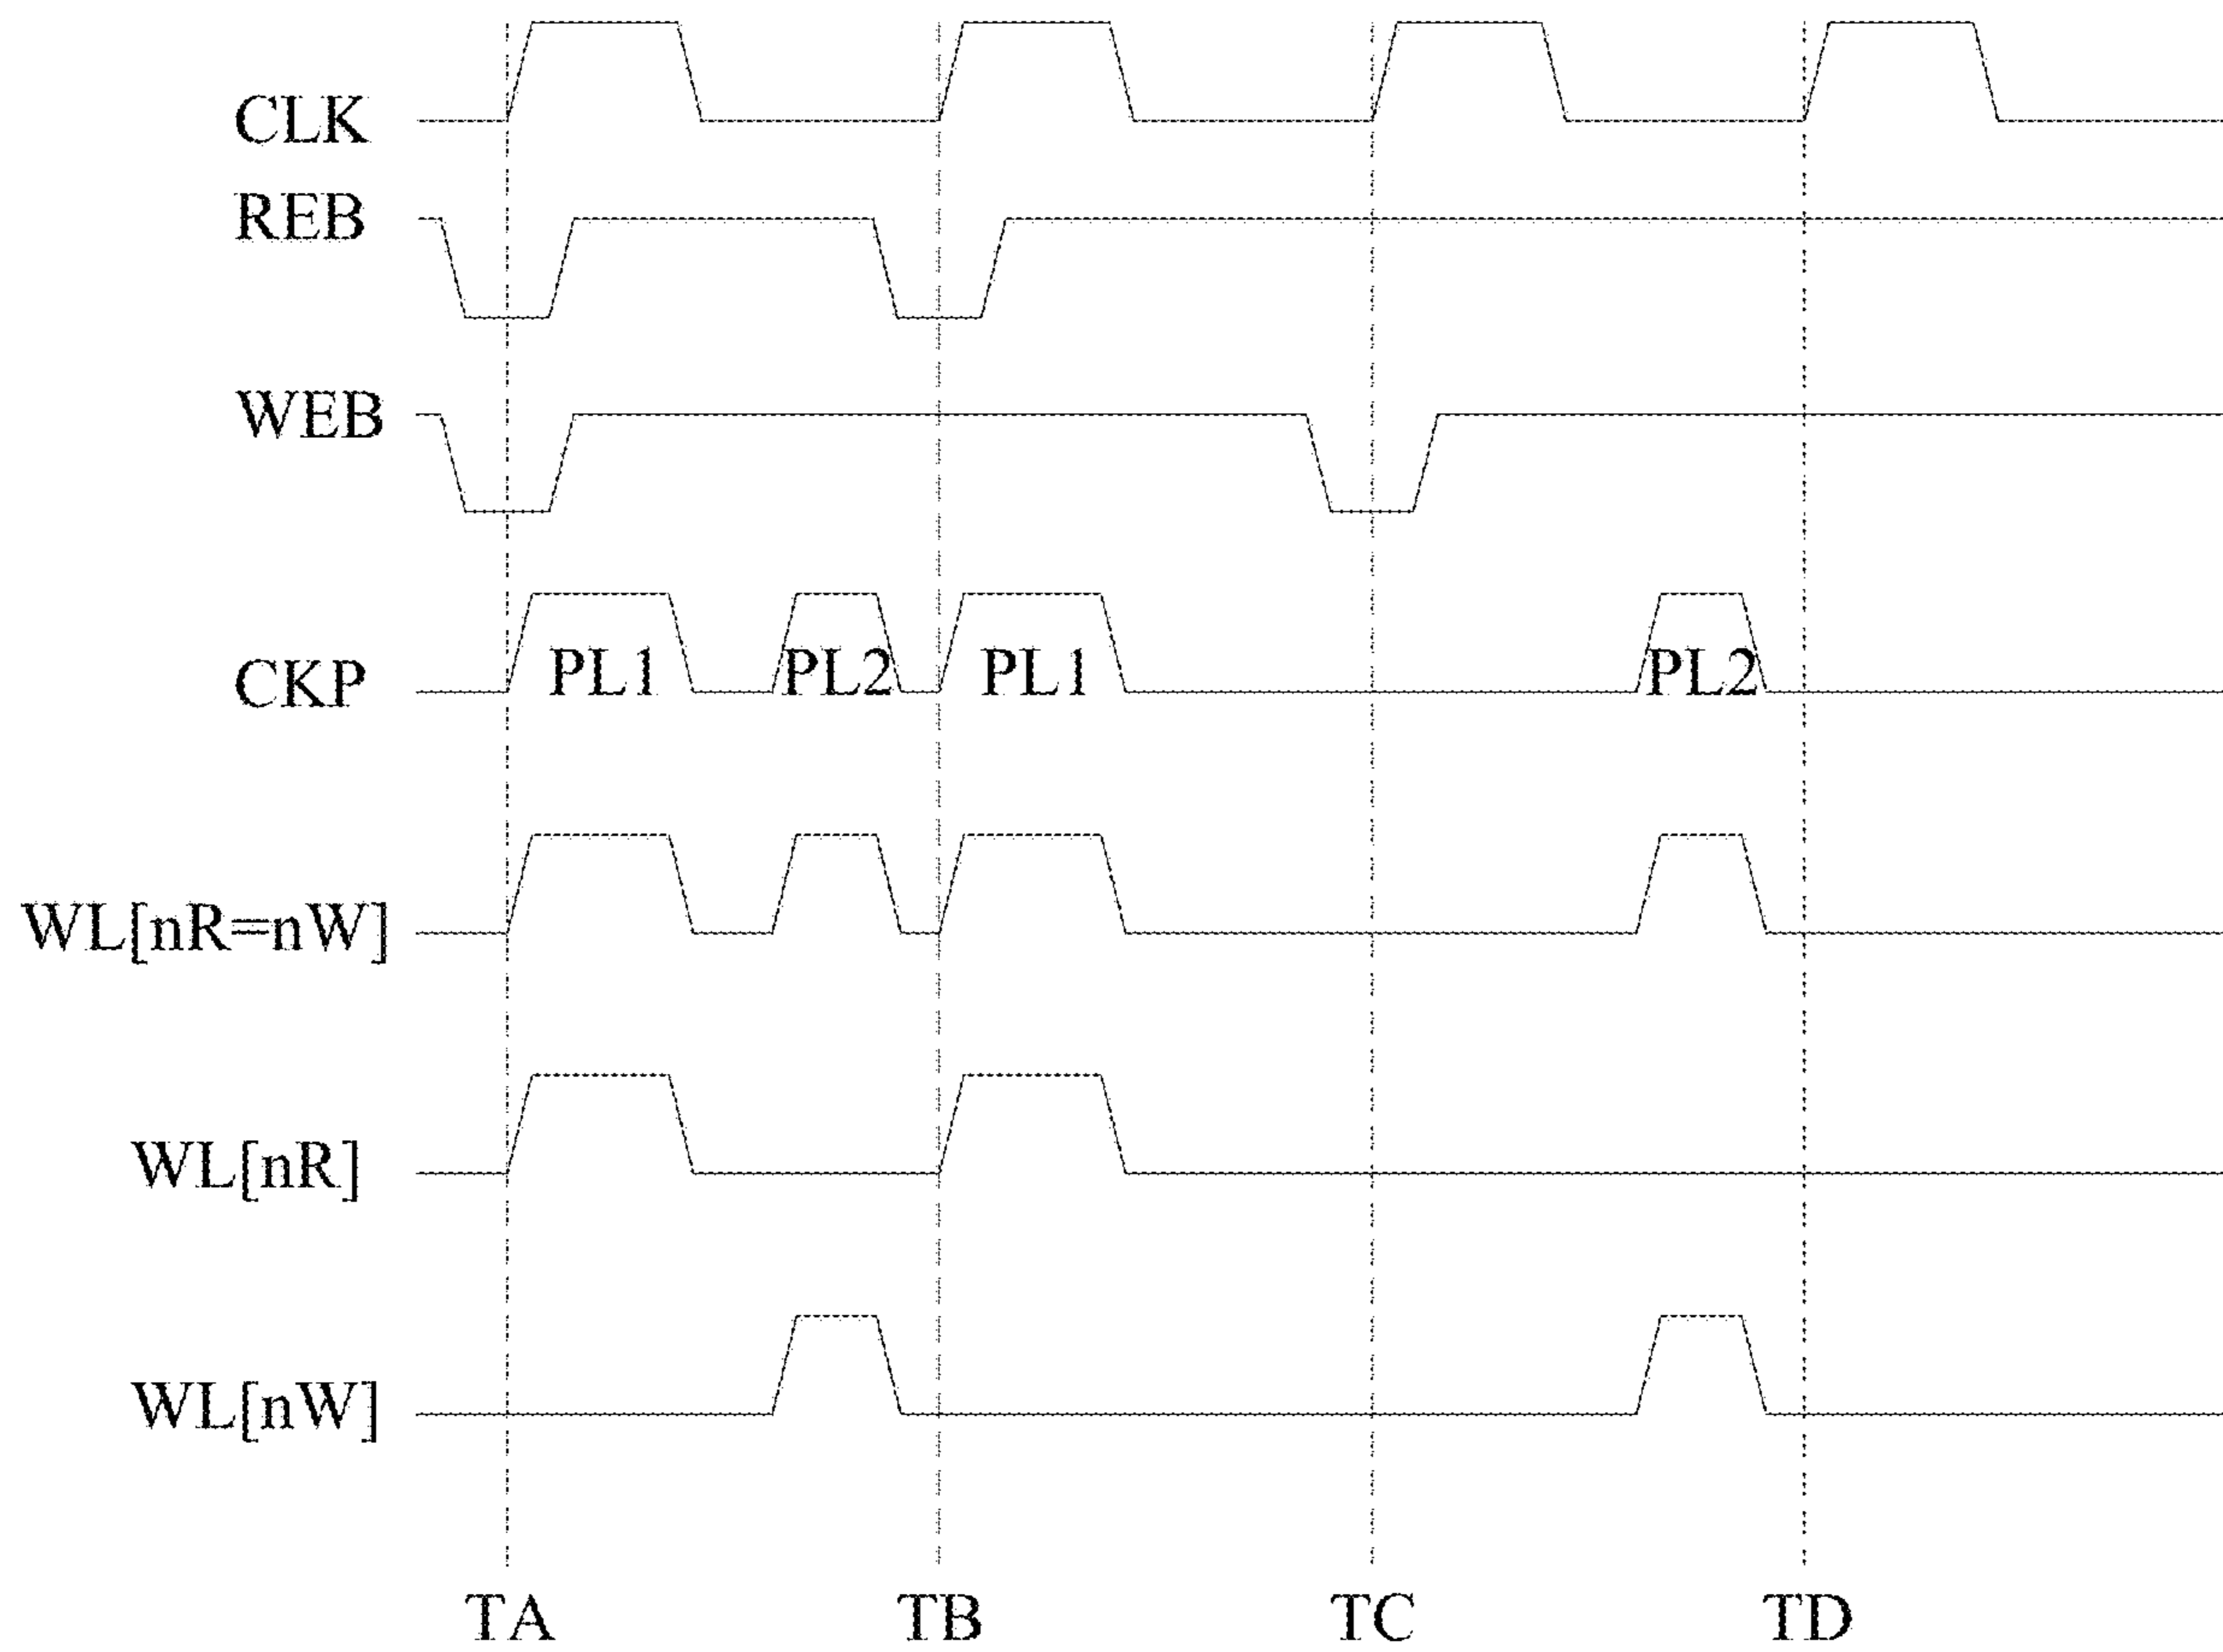 CLK
REB
WEB
CKP
PL1 PL2 PL1 PL2
WL[nR=nW]
WL[nR]
WL[nW]
TA TB TC TD